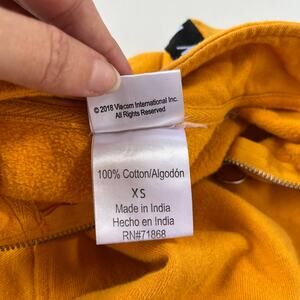 © 2018 Viacom International Inc.
All Rights Reserved
100% Cotton/Algodón
XS
Made in India
Hecho en India
RN#71868